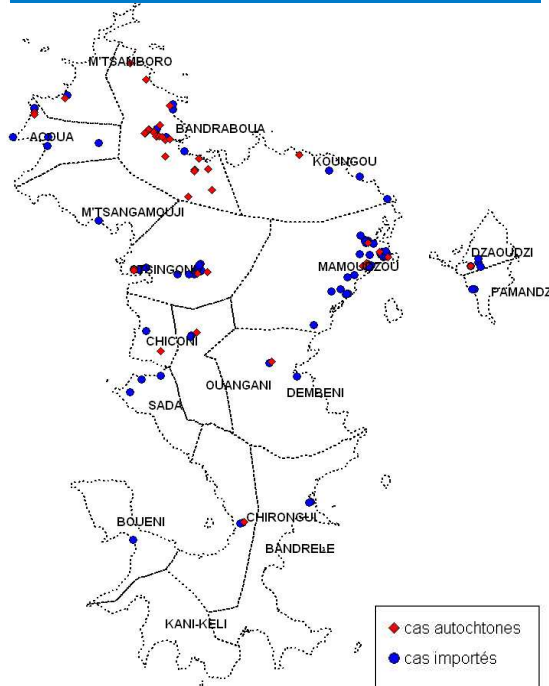 M'TSAMBORO
BANDRABOUA
ACOUA
KOUNGOU
M'TSANGAMOUJI
DZAOUDZI
TSINGONI
MAMOUDZOU
PAMANDZI
CHICONI
OUANGANI
DEMBENI
SADA
BOUENI
CHIRONGUI
BANDRELE
KANI-KELI
cas autochtones
cas importés